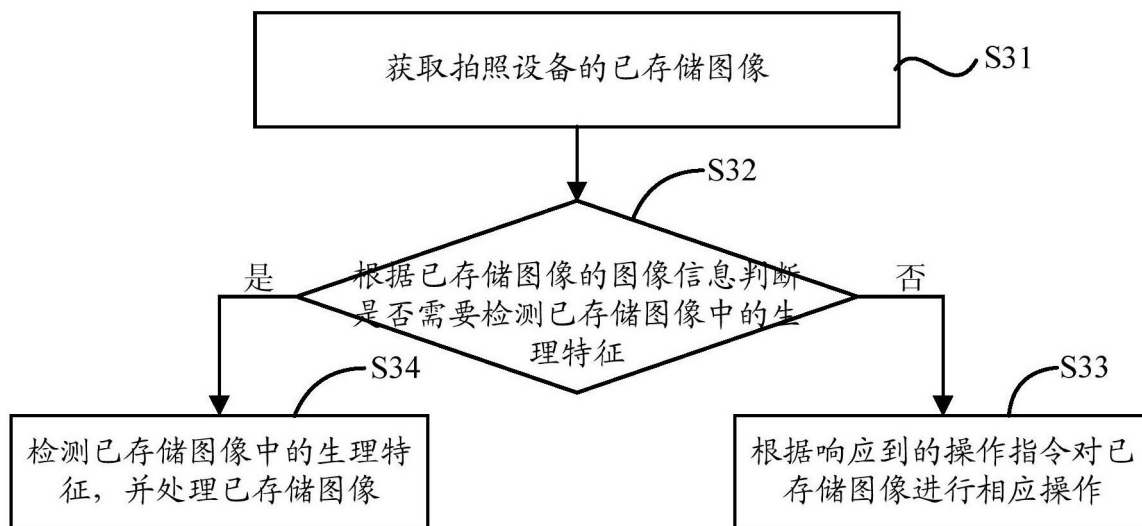 获取拍照设备的已存储图像
S31
S32
根据已存储图像的图像信息判断
是否需要检测已存储图像中的生
理特征
是
否
S34
S33
检测已存储图像中的生理特
征，并处理已存储图像
根据响应到的操作指令对已
存储图像进行相应操作